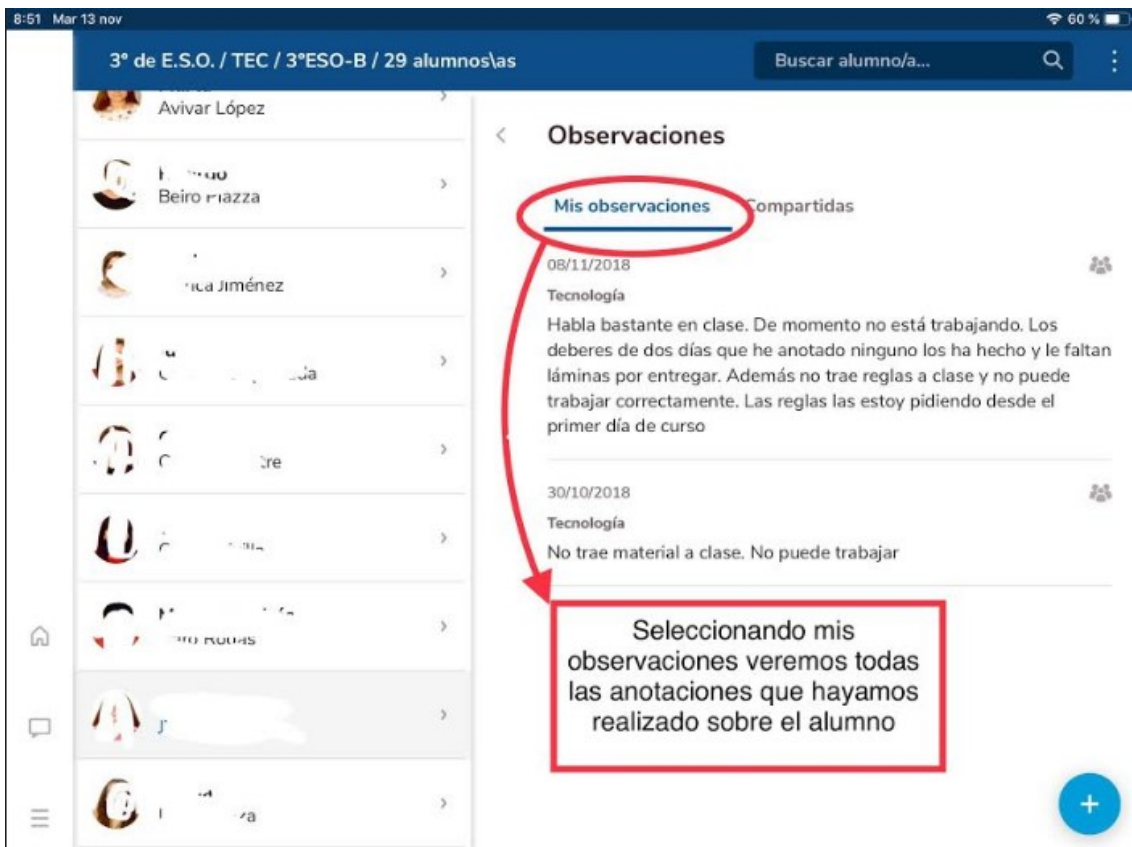 8:51 Mar 13 nov
60 %
3º de E.S.O. / TEC / 3ºESO-B / 29 alumnos\as
Buscar alumno/a...
Avivar López
Beiro Piazza
Jiménez
Observaciones
Mis observaciones
Compartidas
08/11/2018
Tecnología
Habla bastante en clase. De momento no está trabajando. Los
deberes de dos días que he anotado ninguno los ha hecho y le faltan
láminas por entregar. Además no trae reglas a clase y no puede
trabajar correctamente. Las reglas las estoy pidiendo desde el
primer día de curso
30/10/2018
Tecnología
No trae material a clase. No puede trabajar
Seleccionando mis
observaciones veremos todas
las anotaciones que hayamos
realizado sobre el alumno
+